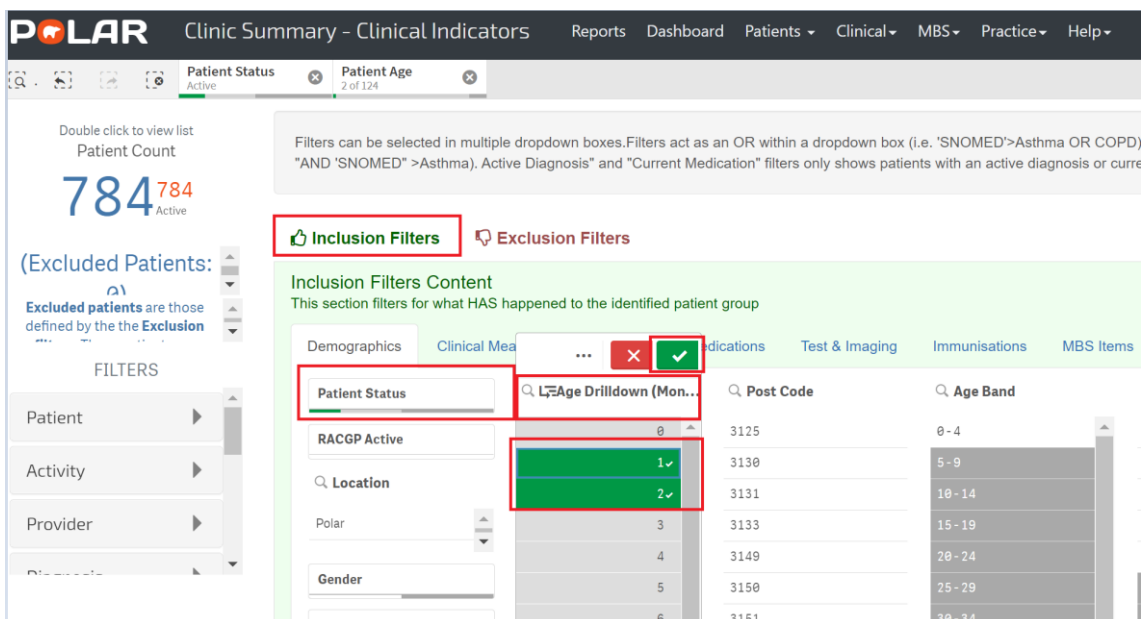 POLAR
Clinic Summary - Clinical Indicators
Reports Dashboard Patients Clinical MBS Practice Help
Patient Status
Active
Patient Age
2 of 124
Double click to view list
Patient Count
784
784
Active
(Excluded Patients:
Excluded patients are those
defined by the the Exclusion
FILTERS
Patient
Activity
Provider
Filters can be selected in multiple dropdown boxes.Filters act as an OR within a dropdown box (i.e. 'SNOMED'>Asthma OR COPD)
"AND 'SNOMED" >Asthma). Active Diagnosis" and "Current Medication" filters only shows patients with an active diagnosis or curre
Inclusion Filters
Exclusion Filters
Inclusion Filters Content
This section filters for what HAS happened to the identified patient group
Demographics Clinical Mea ... edications Test & Imaging Immunisations MBS Items
Patient Status
RACGP Active
Location
Polar
Gender
Age Drilldown (Mon...
0
1
2
3
4
5
6
Post Code
3125
3130
3131
3133
3149
3150
3151
Age Band
0-4
5-9
10-14
15-19
20-24
25-29
30-34